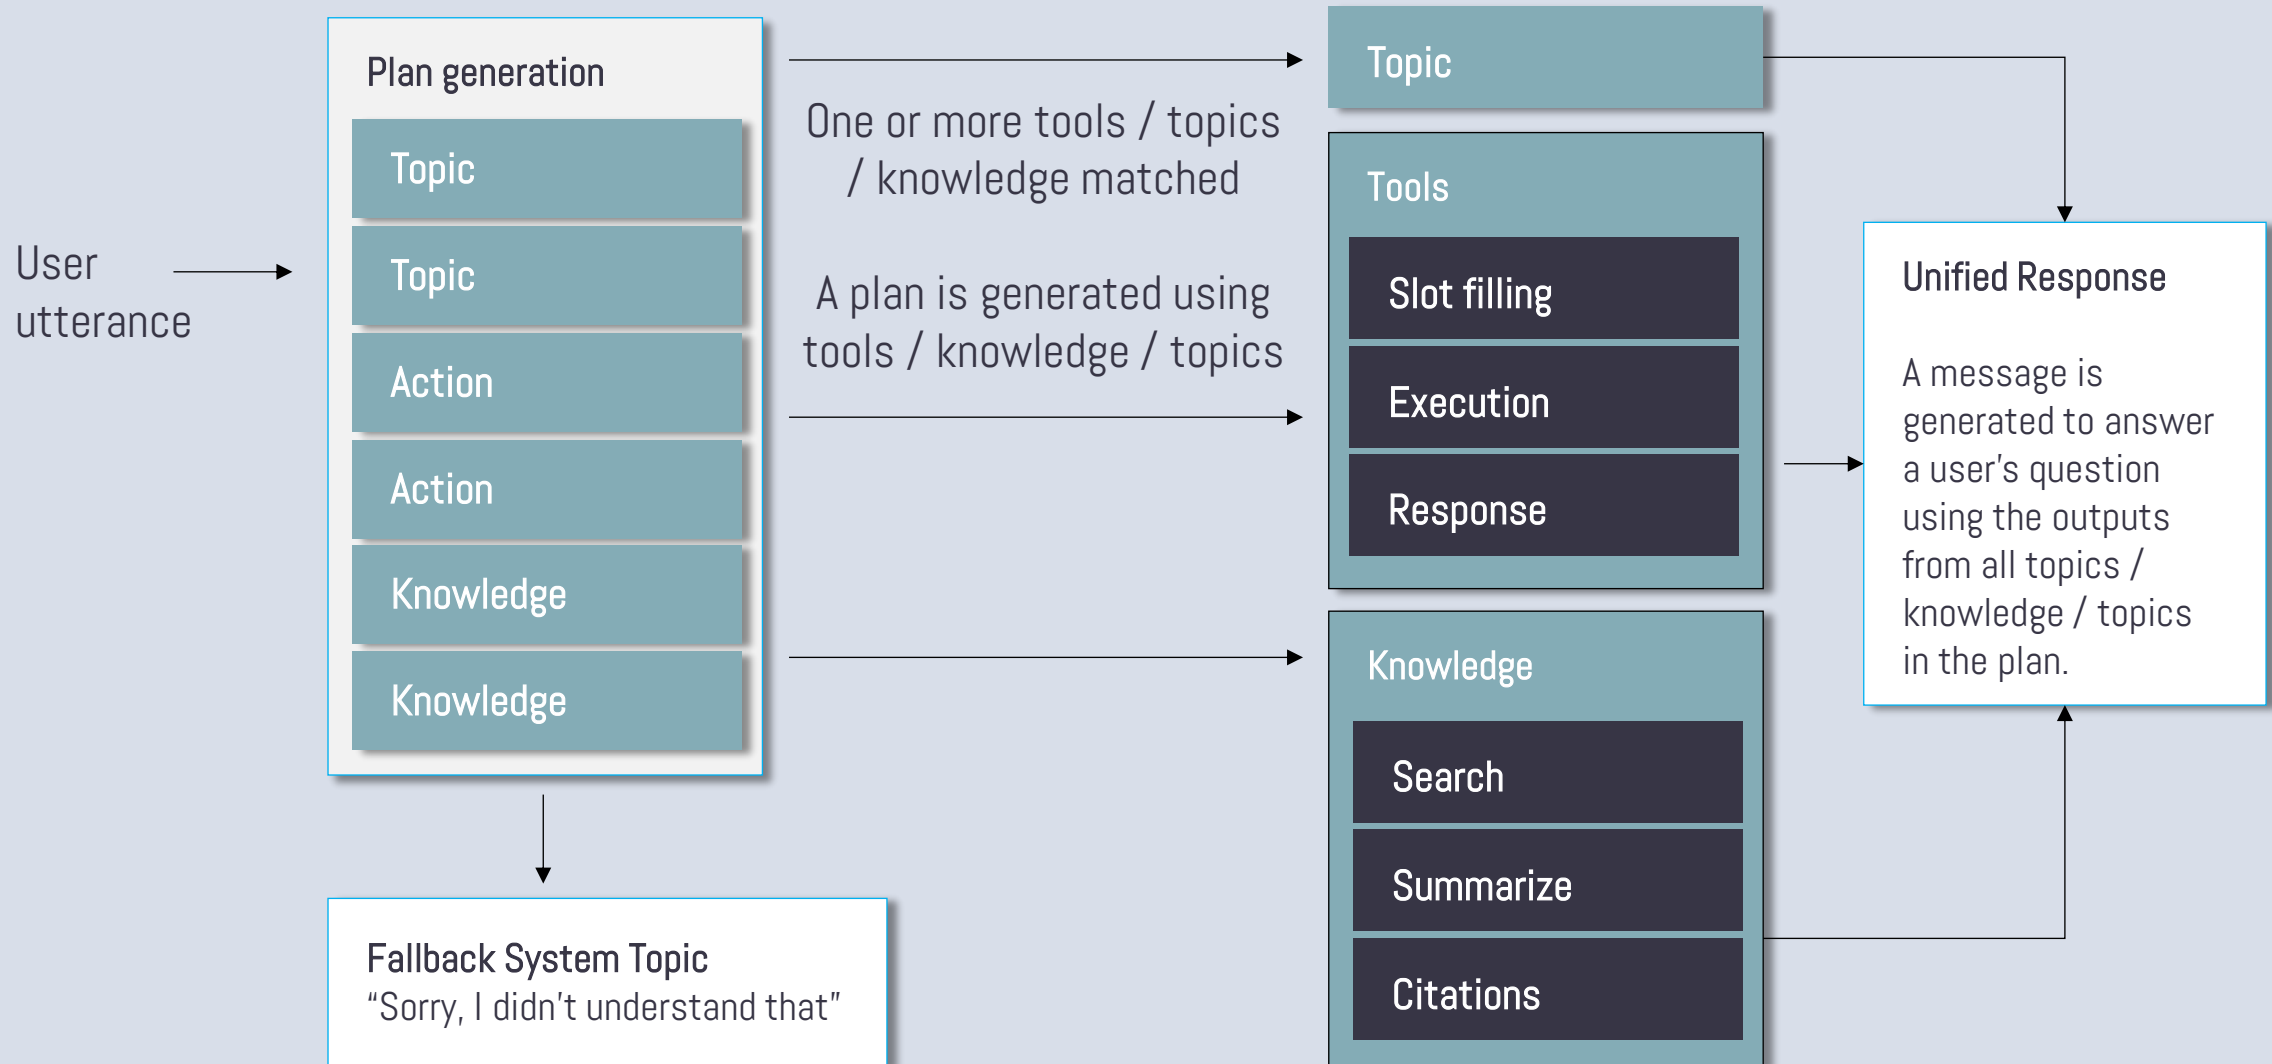 User
utterance
Plan generation
Topic
Topic
Action
Action
Knowledge
Knowledge
Fallback System Topic
“Sorry, I didn’t understand that”
One or more tools / topics
/ knowledge matched
A plan is generated using
tools / knowledge / topics
Topic
Tools
Slot filling
Execution
Response
Knowledge
Search
Summarize
Citations
Unified Response
A message is
generated to answer
a user’s question
using the outputs
from all topics /
knowledge / topics
in the plan.